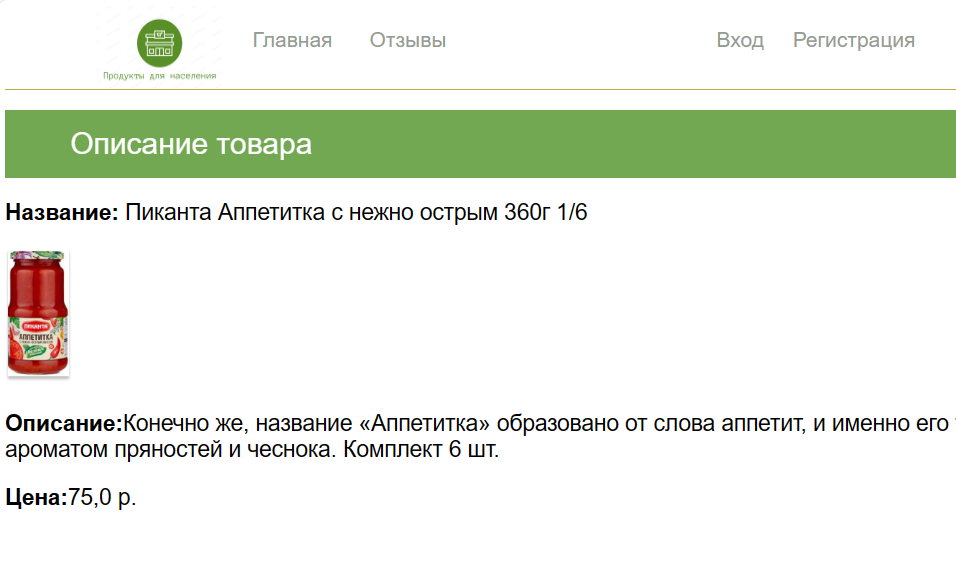 Продукты для населения
Главная Отзывы Вход Регистрация
Описание товара
Название: Пиканта Аппетитка с нежно острым 360г 1/6
ПИКАНТА
АППЕТИТКА
Описание:Конечно же, название «Аппетитка» образовано от слова аппетит, и именно его
ароматом пряностей и чеснока. Комплект 6 шт.
Цена:75,0 р.